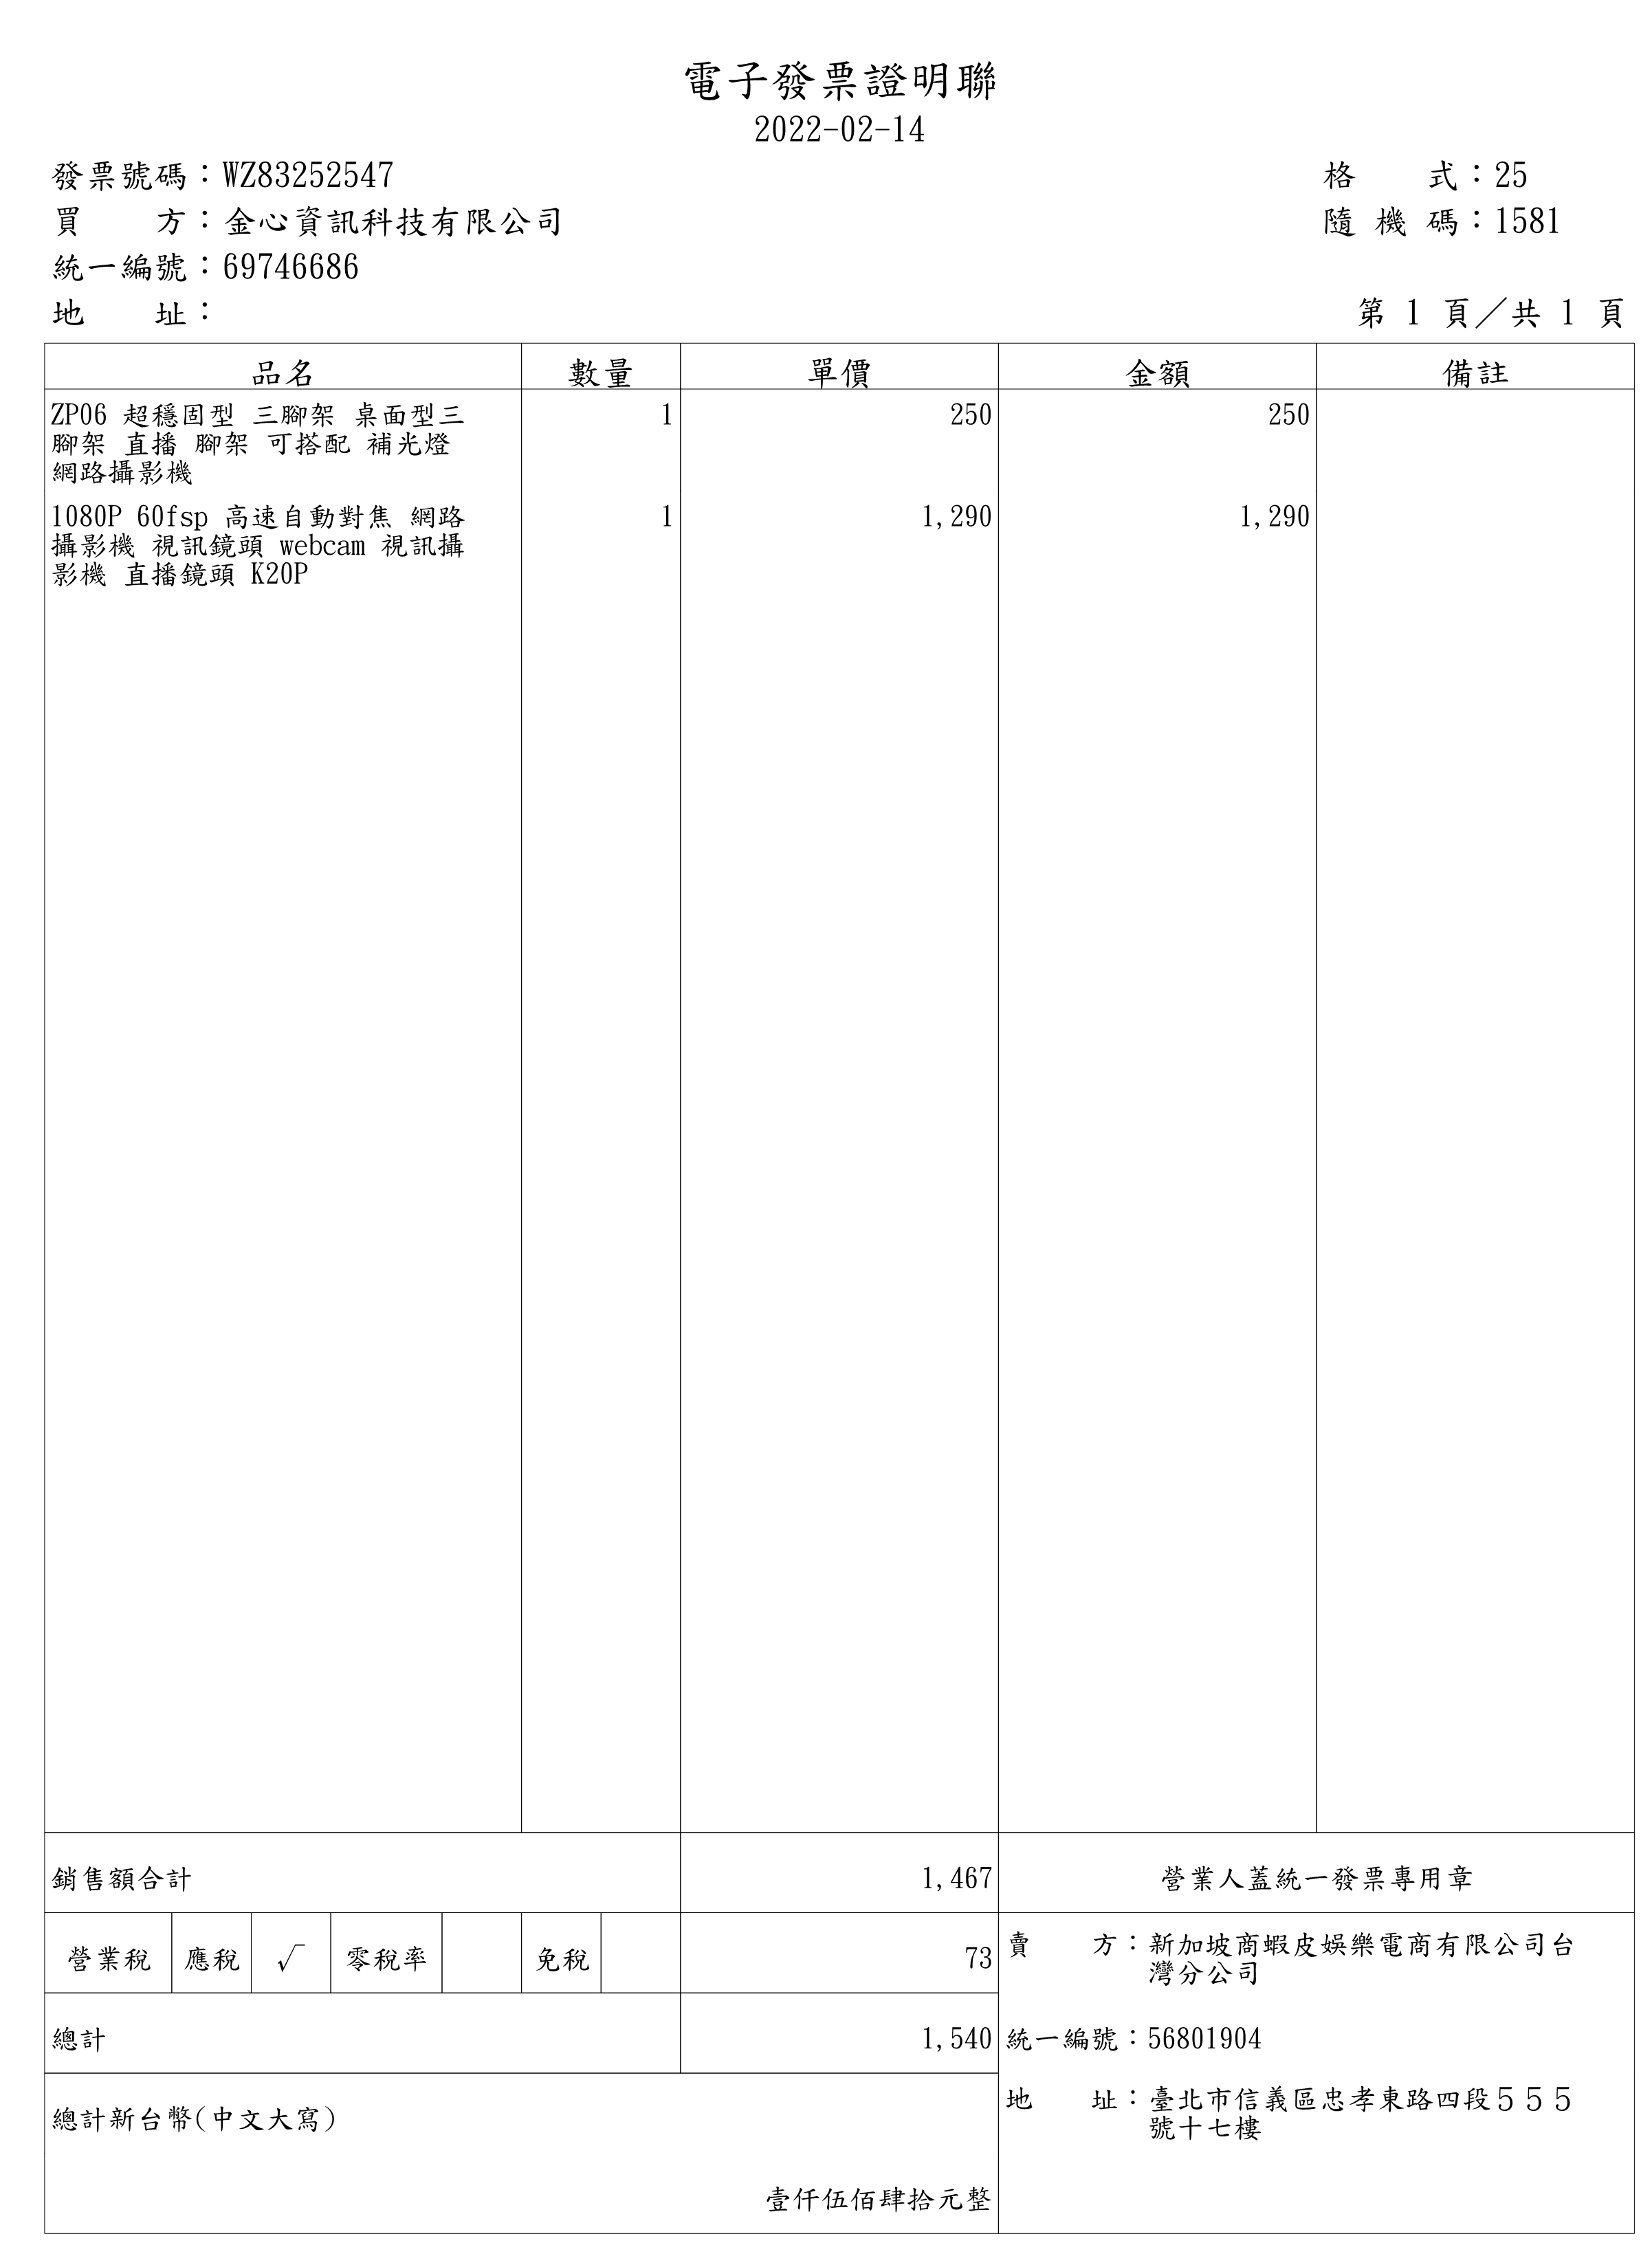 電子發票證明聯
2022-02-14
發票號碼：WZ83252547
格　　式：25
買　　方：金心資訊科技有限公司
隨 機 碼：1581
統一編號：69746686
地　　址：
第 1 頁／共 1 頁
品名 數量 單價 金額 備註
ZP06 超穩固型 三腳架 桌面型三 1 250 250
腳架 直播 腳架 可搭配 補光燈
網路攝影機
1080P 60fsp 高速自動對焦 網路 1 1,290 1,290
攝影機 視訊鏡頭 webcam 視訊攝
影機 直播鏡頭 K20P
銷售額合計 1,467 營業人蓋統一發票專用章
營業稅 應稅 √ 零稅率 免稅 73
賣　　方：新加坡商蝦皮娛樂電商有限公司台
灣分公司
總計 1,540
統一編號：56801904
地　　址：臺北市信義區忠孝東路四段５５５
號十七樓
總計新台幣(中文大寫)
壹仟伍佰肆拾元整